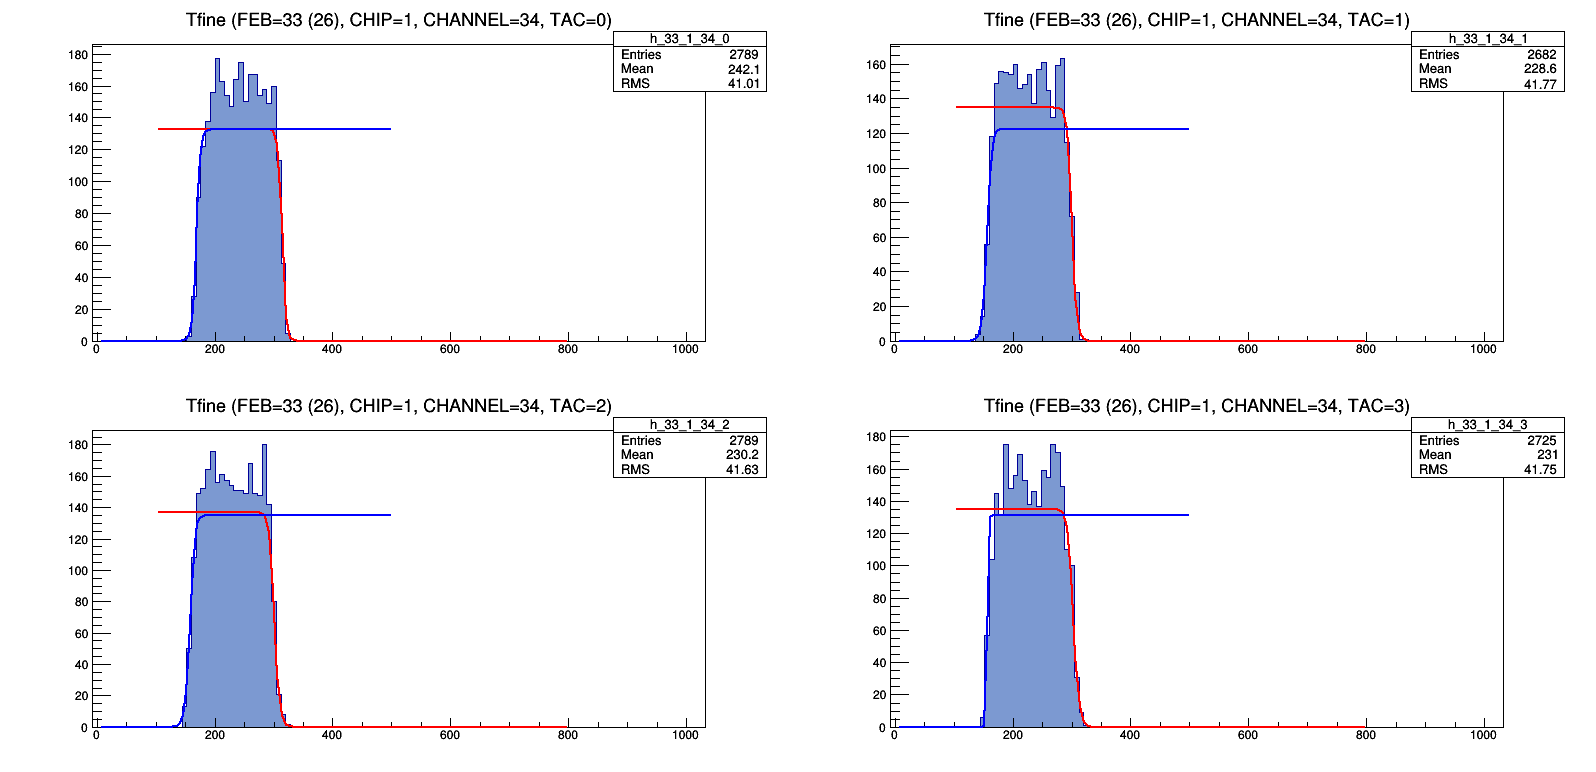 Tfine (FEB=33 (26), CHIP=1, CHANNEL=34, TAC=0)
h_33_1_34_0
Entries 2789
Mean 242.1
RMS 41.01
180
160
140
120
100
80
60
40
20
0
0 200 400 600 800 1000
Tfine (FEB=33 (26), CHIP=1, CHANNEL=34, TAC=1)
h_33_1_34_1
Entries 2682
Mean 228.6
RMS 41.77
160
140
120
100
80
60
40
20
0
0 200 400 600 800 1000
Tfine (FEB=33 (26), CHIP=1, CHANNEL=34, TAC=2)
h_33_1_34_2
Entries 2789
Mean 230.2
RMS 41.63
180
160
140
120
100
80
60
40
20
0
0 200 400 600 800 1000
Tfine (FEB=33 (26), CHIP=1, CHANNEL=34, TAC=3)
h_33_1_34_3
Entries 2725
Mean 231
RMS 41.75
180
160
140
120
100
80
60
40
20
0
0 200 400 600 800 1000